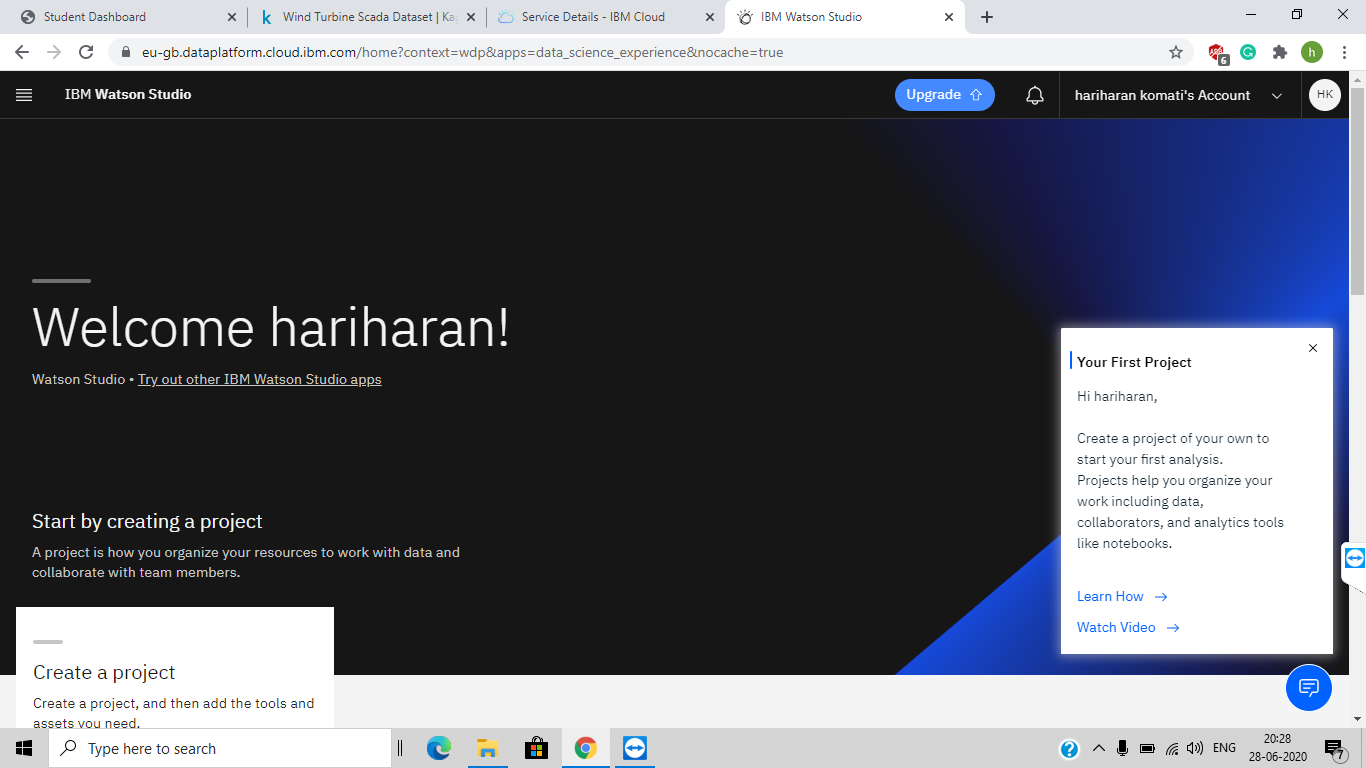 Student Dashboard
Wind Turbine Scada Dataset | Ka
Service Details - IBM Cloud
IBM Watson Studio
eu-gb.dataplatform.cloud.ibm.com/home?context=wdp&apps=data_science_experience&nocache=true
6
h
IBM Watson Studio
Upgrade
hariharan komati's Account
HK
Welcome hariharan!
Watson Studio • Try out other IBM Watson Studio apps
Start by creating a project
A project is how you organize your resources to work with data and
collaborate with team members.
Create a project
Create a project, and then add the tools and
assets you need.
Your First Project
Hi hariharan,
Create a project of your own to
start your first analysis.
Projects help you organize your
work including data,
collaborators, and analytics tools
like notebooks.
Learn How
Watch Video
Type here to search
ENG
20:28
28-06-2020
7